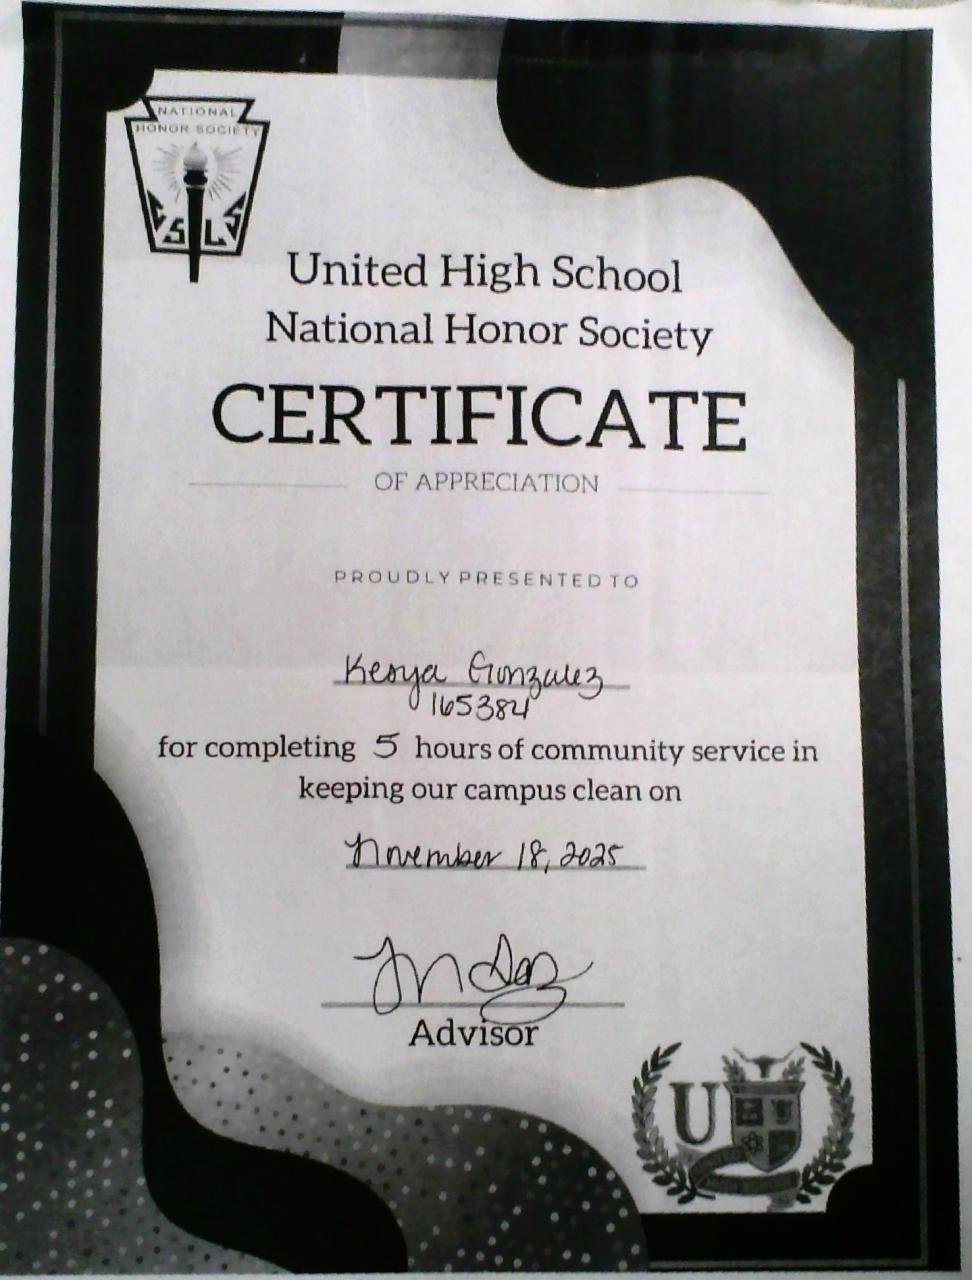 NATIONAL
HONOR SOCIETY
S L S
United High School
National Honor Society
CERTIFICATE
OF APPRECIATION
PROUDLY PRESENTED TO
Kenya Gonzalez
165384
for completing 5 hours of community service in
keeping our campus clean on
November 18, 2025
Advisor
U